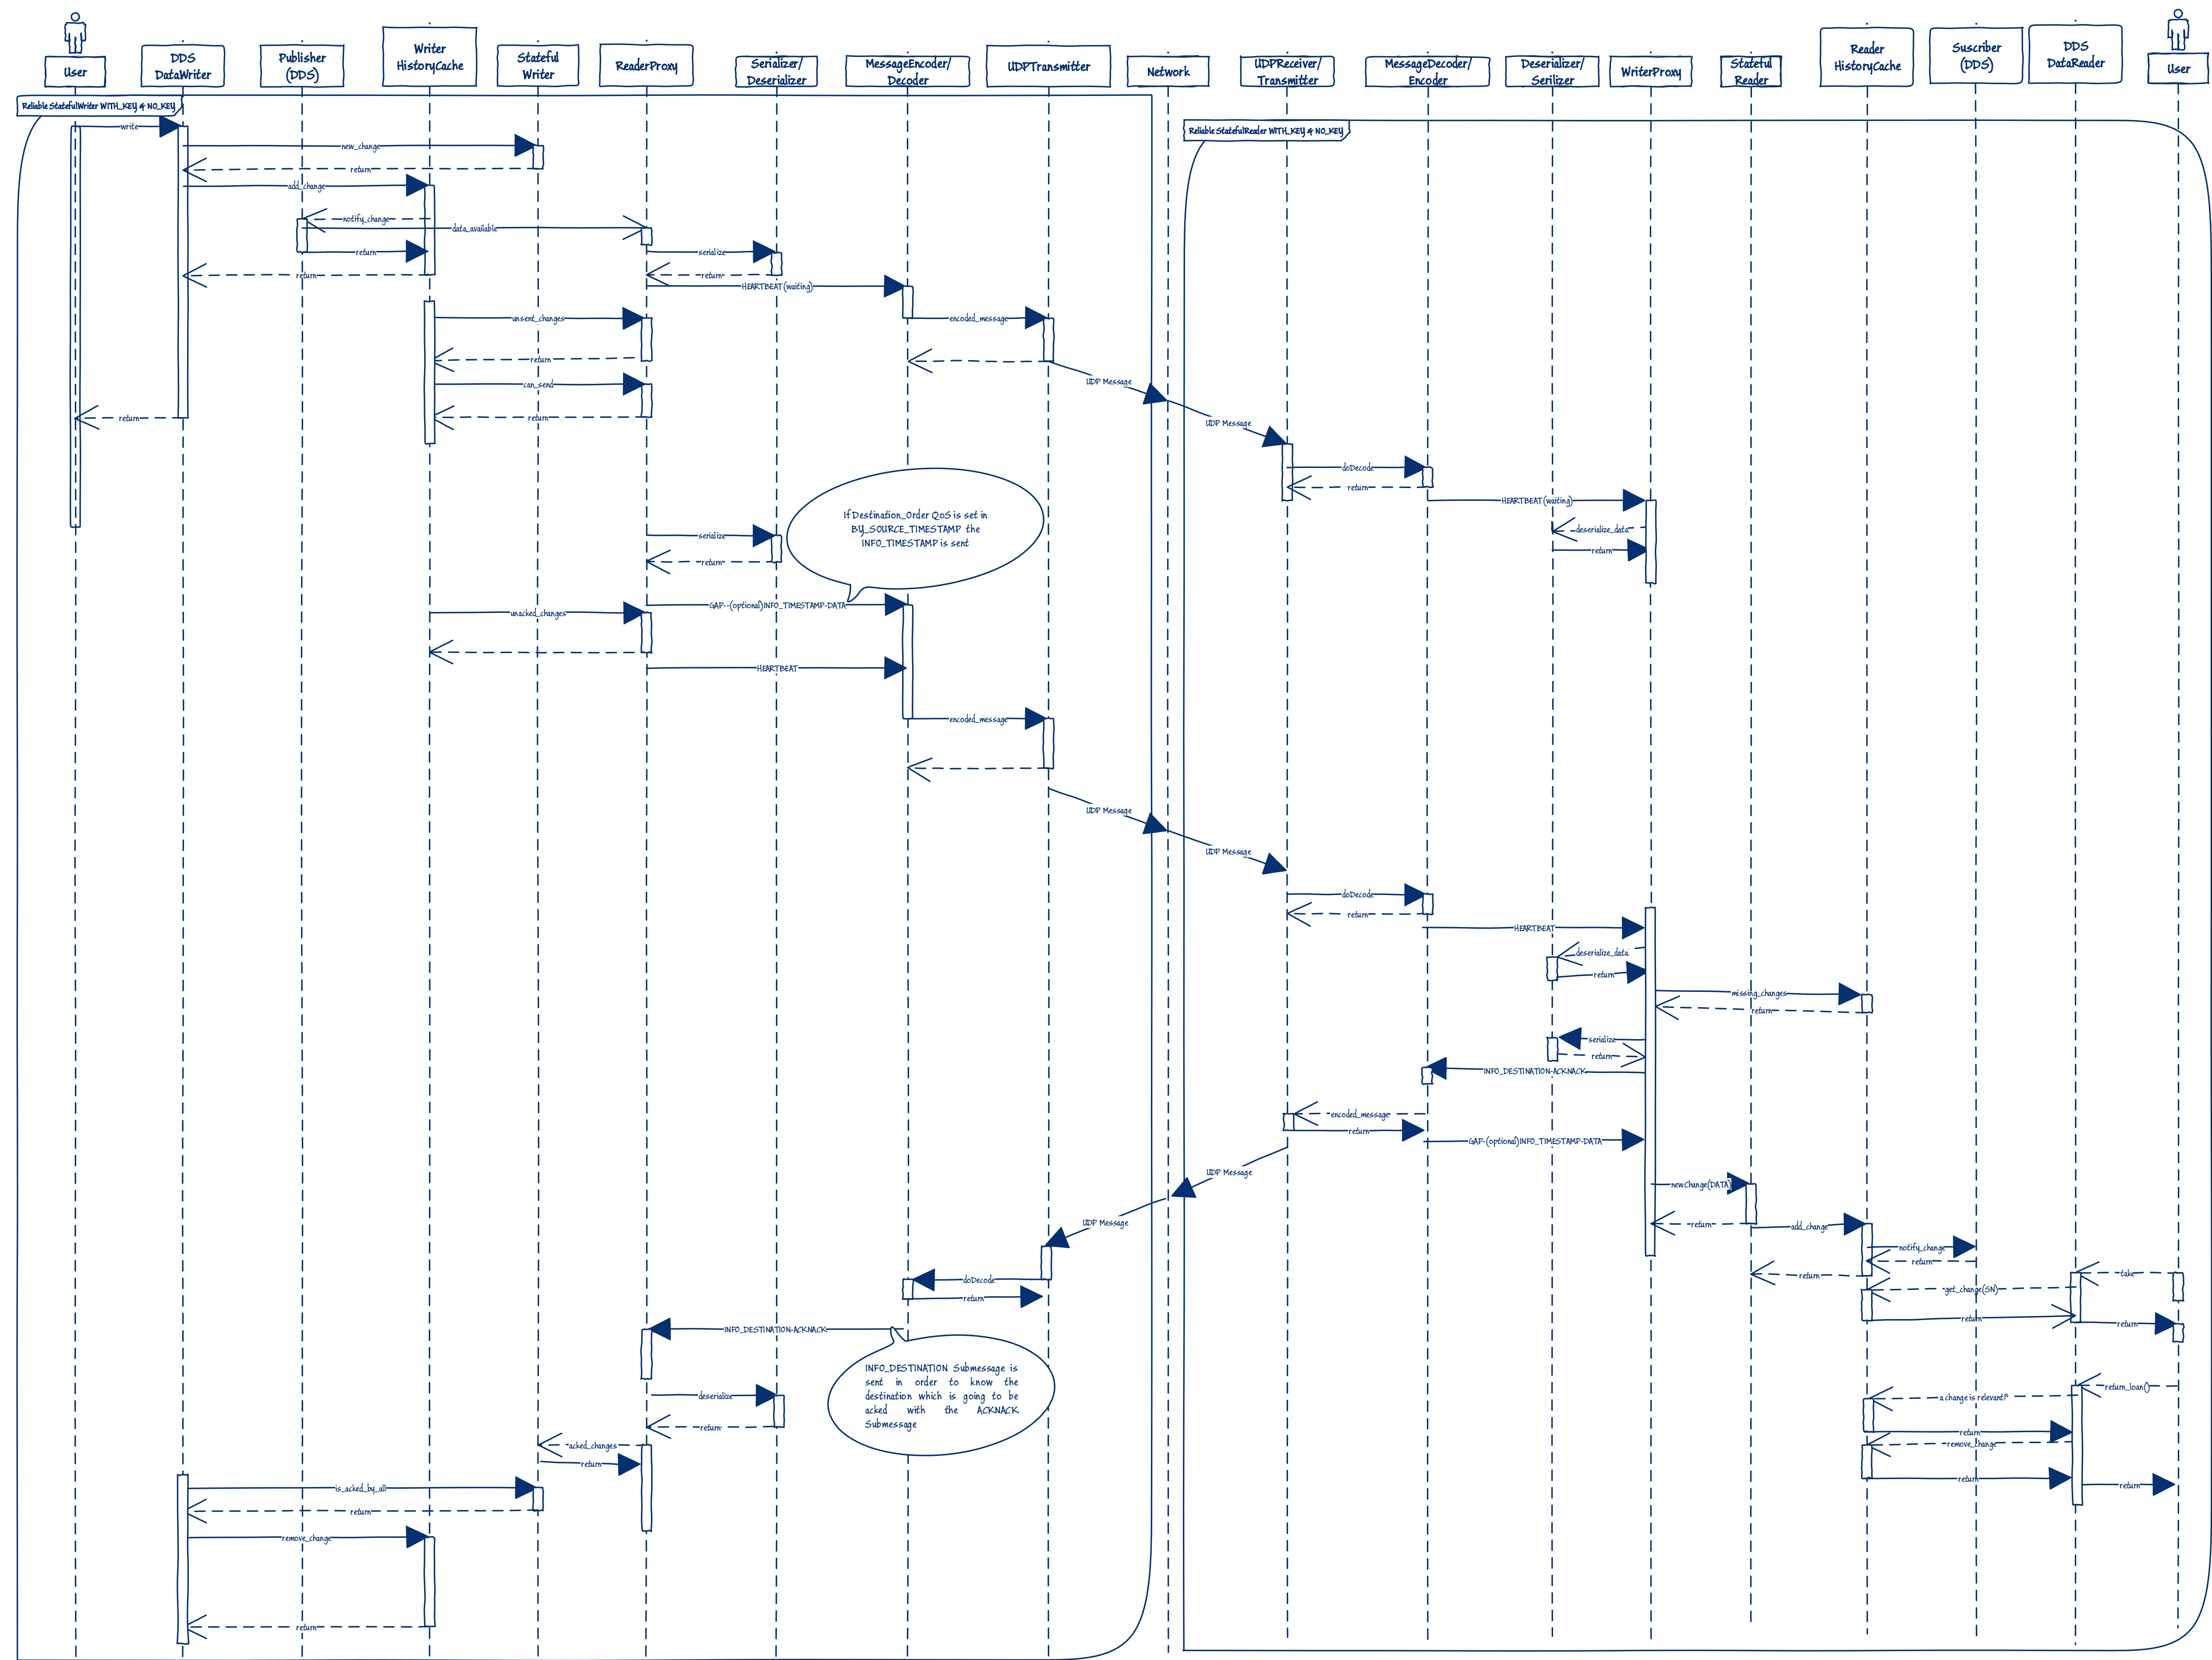 User
DDS
DataWriter
Publisher
(DDS)
Writer
HistoryCache
Stateful
Writer
ReaderProxy
Serializer/
Deserializer
MessageEncoder/
Decoder
UDPTransmitter
Network
UDPReceiver/
Transmitter
MessageDecoder/
Encoder
Deserializer/
Serilizer
WriterProxy
Stateful
Reader
Reader
HistoryCache
Suscriber
(DDS)
DDS
DataReader
User
Reliable StatefulWriter WITH_KEY & NO_KEY
Reliable StatefulReader WITH_KEY & NO_KEY
write
new_change
return
add_change
notify_change
data_available
return
serialize
return
return
HEARTBEAT(waiting)
unsent_changes
encoded_message
return
can_send
UDP Message
return
return
UDP Message
doDecode
return
HEARTBEAT(waiting)
If Destination_Order QoS is set in
BY_SOURCE_TIMESTAMP the
INFO_TIMESTAMP is sent
deserialize_data
serialize
return
return
GAP--(optional)INFO_TIMESTAMP-DATA
unacked_changes
HEARTBEAT
encoded_message
UDP Message
UDP Message
doDecode
return
HEARTBEAT
deserialize_data
return
missing_changes
return
serialize
return
INFO_DESTINATION-ACKNACK
encoded_message
return
GAP-(optional)INFO_TIMESTAMP-DATA
UDP Message
newChange(DATA)
UDP Message
return
add_change
notify_change
return
return
take
doDecode
get_change(SN)
return
return
return
INFO_DESTINATION-ACKNACK
INFO_DESTINATION Submessage is
sent in order to know the
destination which is going to be
acked with the ACKNACK
Submessage
return_loan()
deserialize
a change is relevant?
return
return
acked_changes
remove_change
return
return
return
is_acked_by_all
return
remove_change
return